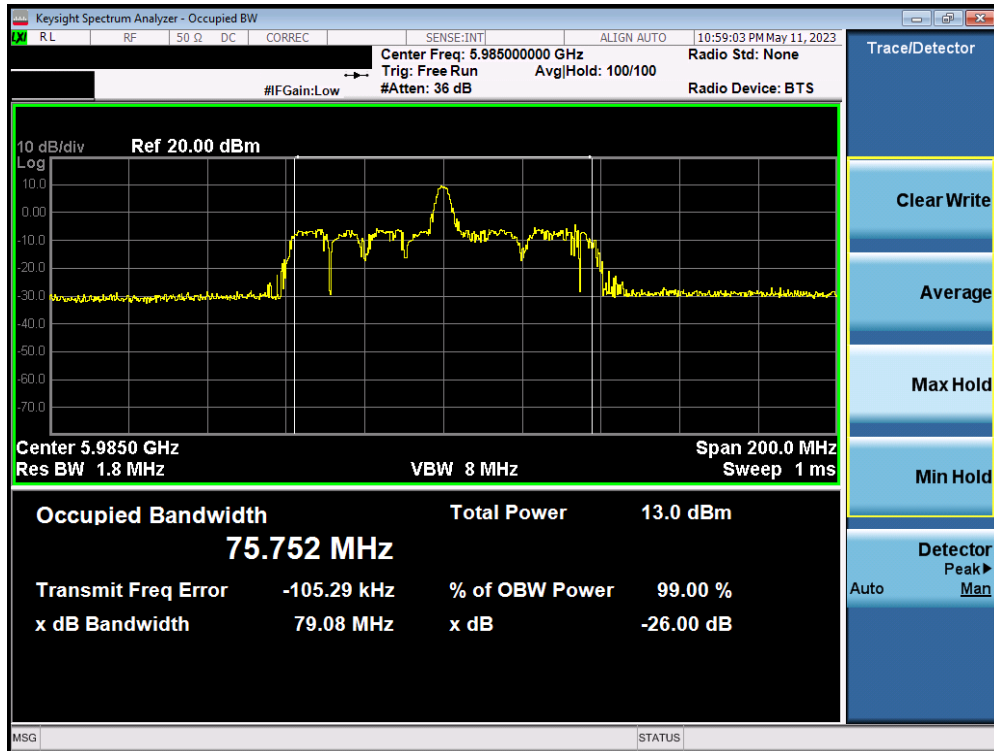 Keysight Spectrum Analyzer - Occupied BW
LXI RL RF 50 Ω DC CORREC SENSE:INT ALIGN AUTO 10:59:03 PM May 11, 2023
Center Freq: 5.985000000 GHz Radio Std: None
Trig: Free Run Avg|Hold: 100/100
#IFGain:Low #Atten: 36 dB Radio Device: BTS
Trace/Detector
10 dB/div Ref 20.00 dBm
Log
10.0
0.00
-10.0
-20.0
-30.0
-40.0
-50.0
-60.0
-70.0
Center 5.9850 GHz Span 200.0 MHz
Res BW 1.8 MHz VBW 8 MHz Sweep 1 ms
Occupied Bandwidth Total Power 13.0 dBm
75.752 MHz
Transmit Freq Error -105.29 kHz % of OBW Power 99.00 %
x dB Bandwidth 79.08 MHz x dB -26.00 dB
Clear Write
Average
Max Hold
Min Hold
Detector
Peak▶
Auto Man
MSG STATUS